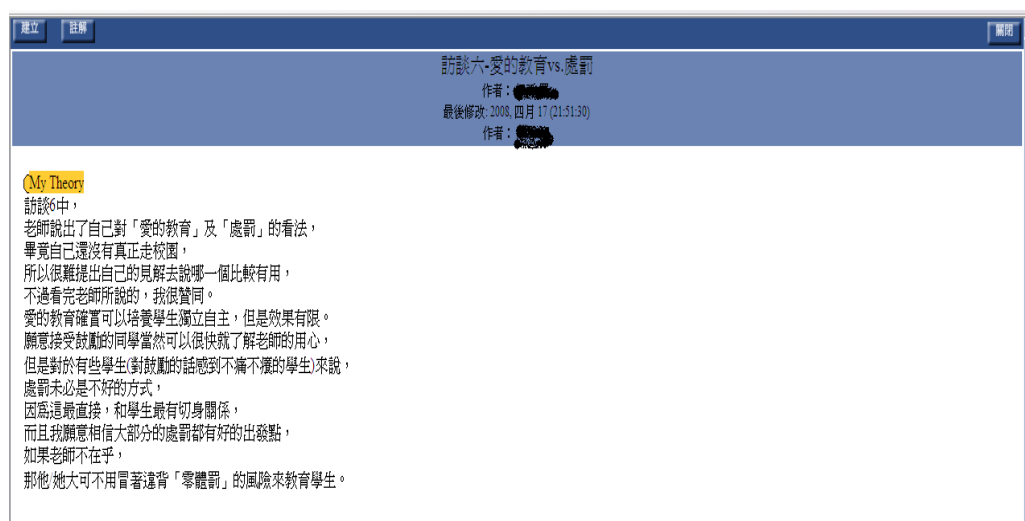 建立 註解 關閉
訪談六-愛的教育vs.處罰
作者：
最後修改: 2008, 四月 17 (21:51:30)
作者：
My Theory
訪談6中，
老師說出了自己對「愛的教育」及「處罰」的看法，
畢竟自己還沒有真正走校園，
所以很難提出自己的見解去說哪一個比較有用，
不過看完老師所說的，我很贊同。
愛的教育確實可以培養學生獨立自主，但是效果有限。
願意接受鼓勵的同學當然可以很快就了解老師的用心，
但是對於有些學生(對鼓勵的話感到不痛不癢的學生)來說，
處罰未必是不好的方式，
因為這最直接，和學生最有切身關係，
而且我願意相信大部分的處罰都有好的出發點，
如果老師不在乎，
那他/她大可不用冒著違背「零體罰」的風險來教育學生。